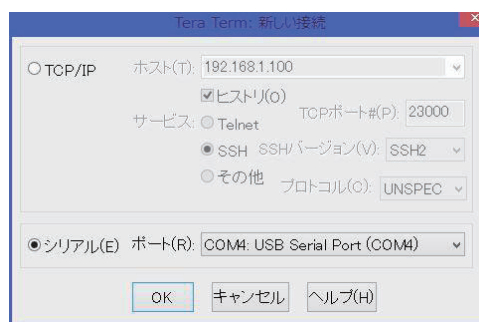 Tera Term: 新しい接続
TCP/IP ホスト(T): 192.168.1.100
ヒストリ(O)
サービス: Telnet TCPポート#(P): 23000
SSH SSHバージョン(V): SSH2
その他 プロトコル(C): UNSPEC
シリアル(E) ポート(R): COM4: USB Serial Port (COM4)
OK キャンセル ヘルプ(H)